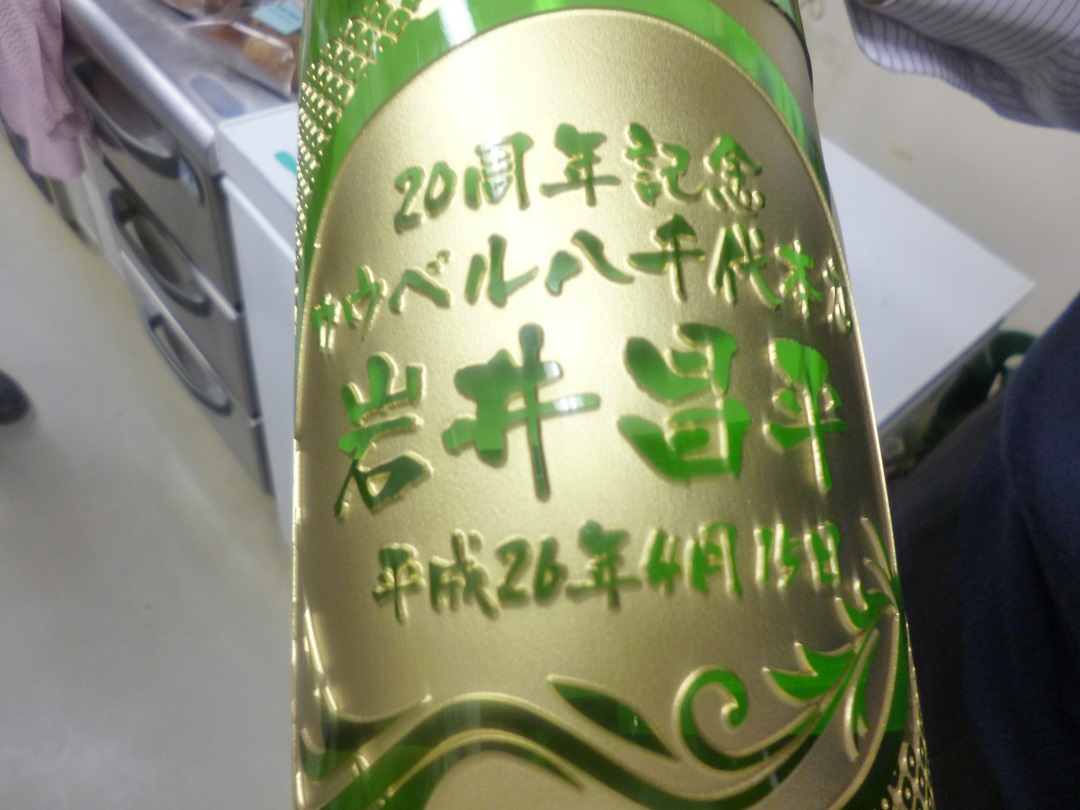 20周年記念
カウベル八千代本店
岩井昌平
平成26年4月15日